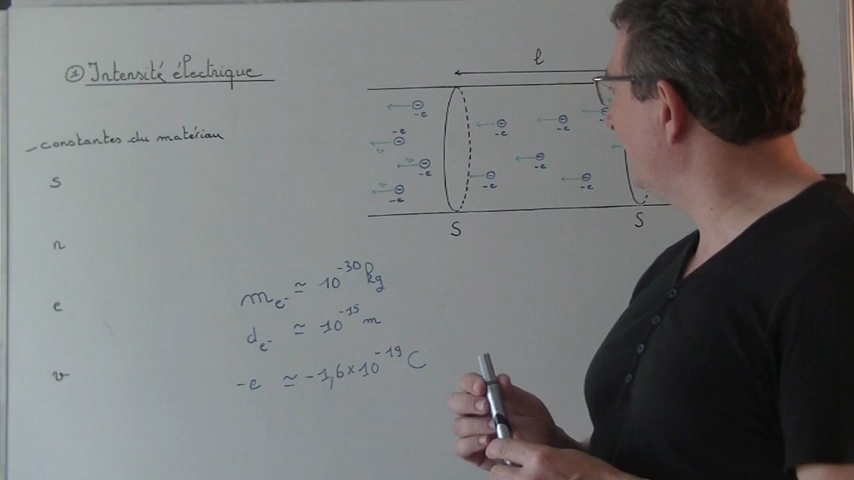 ① Intensité électrique
- constantes du matériau
S
n
e
v
mₑ- ≃ 10⁻³⁰ kg
dₑ- ≃ 10⁻¹⁵ m
-e ≃ -1,6×10⁻¹⁹ C
l
-e
-e
-e
-e
-e
-e
-e
-e
-e
-e
S
S